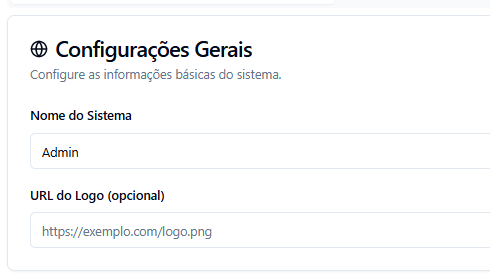 Configurações Gerais
Configure as informações básicas do sistema.
Nome do Sistema
Admin
URL do Logo (opcional)
https://exemplo.com/logo.png